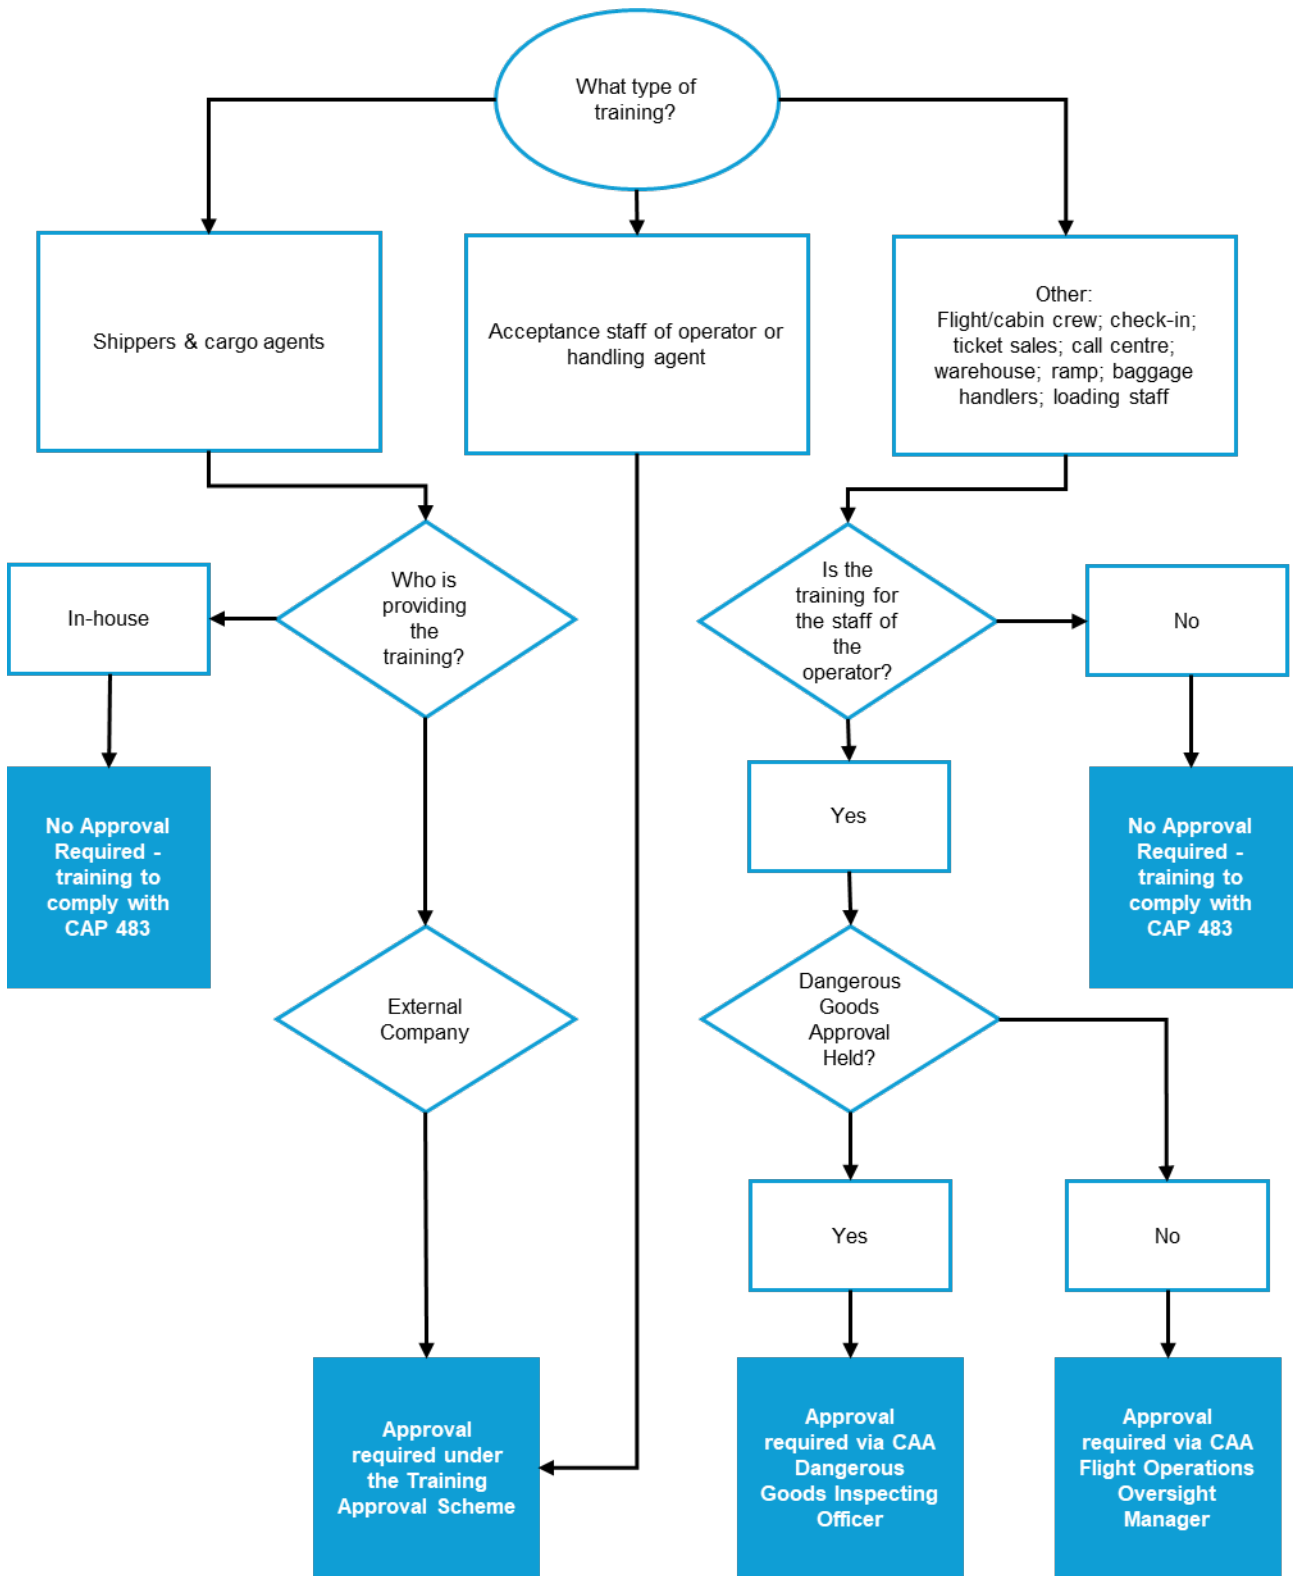 What type of
training?
Shippers & cargo agents
Acceptance staff of operator or
handling agent
Other:
Flight/cabin crew; check-in;
ticket sales; call centre;
warehouse; ramp; baggage
handlers; loading staff
In-house
Who is
providing
the
training?
Is the
training for
the staff of
the
operator?
No
No Approval
Required -
training to
comply with
CAP 483
Yes
No Approval
Required -
training to
comply with
CAP 483
External
Company
Dangerous
Goods
Approval
Held?
Yes
No
Approval
required under
the Training
Approval Scheme
Approval
required via CAA
Dangerous
Goods Inspecting
Officer
Approval
required via CAA
Flight Operations
Oversight
Manager